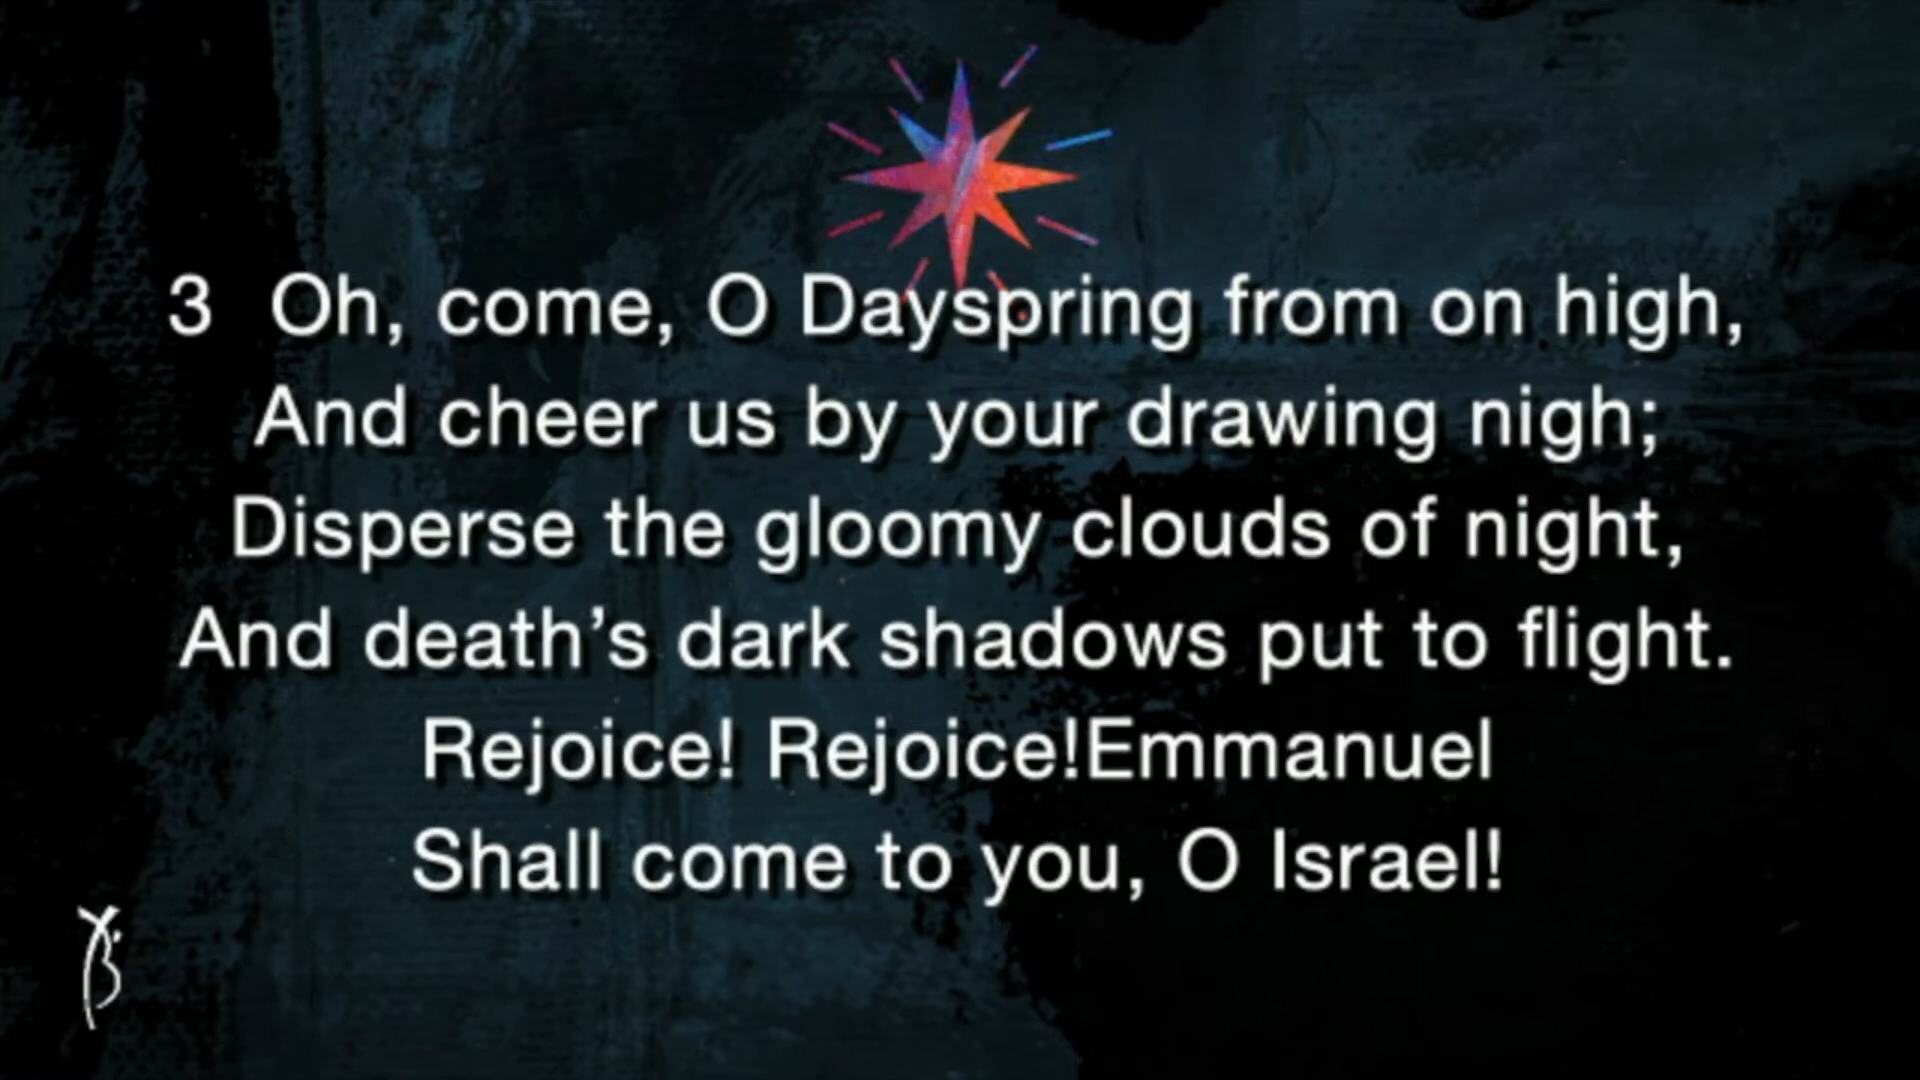 3 Oh, come, O Dayspring from on high,
And cheer us by your drawing nigh;
Disperse the gloomy clouds of night,
And death’s dark shadows put to flight.
Rejoice! Rejoice!Emmanuel
Shall come to you, O Israel!